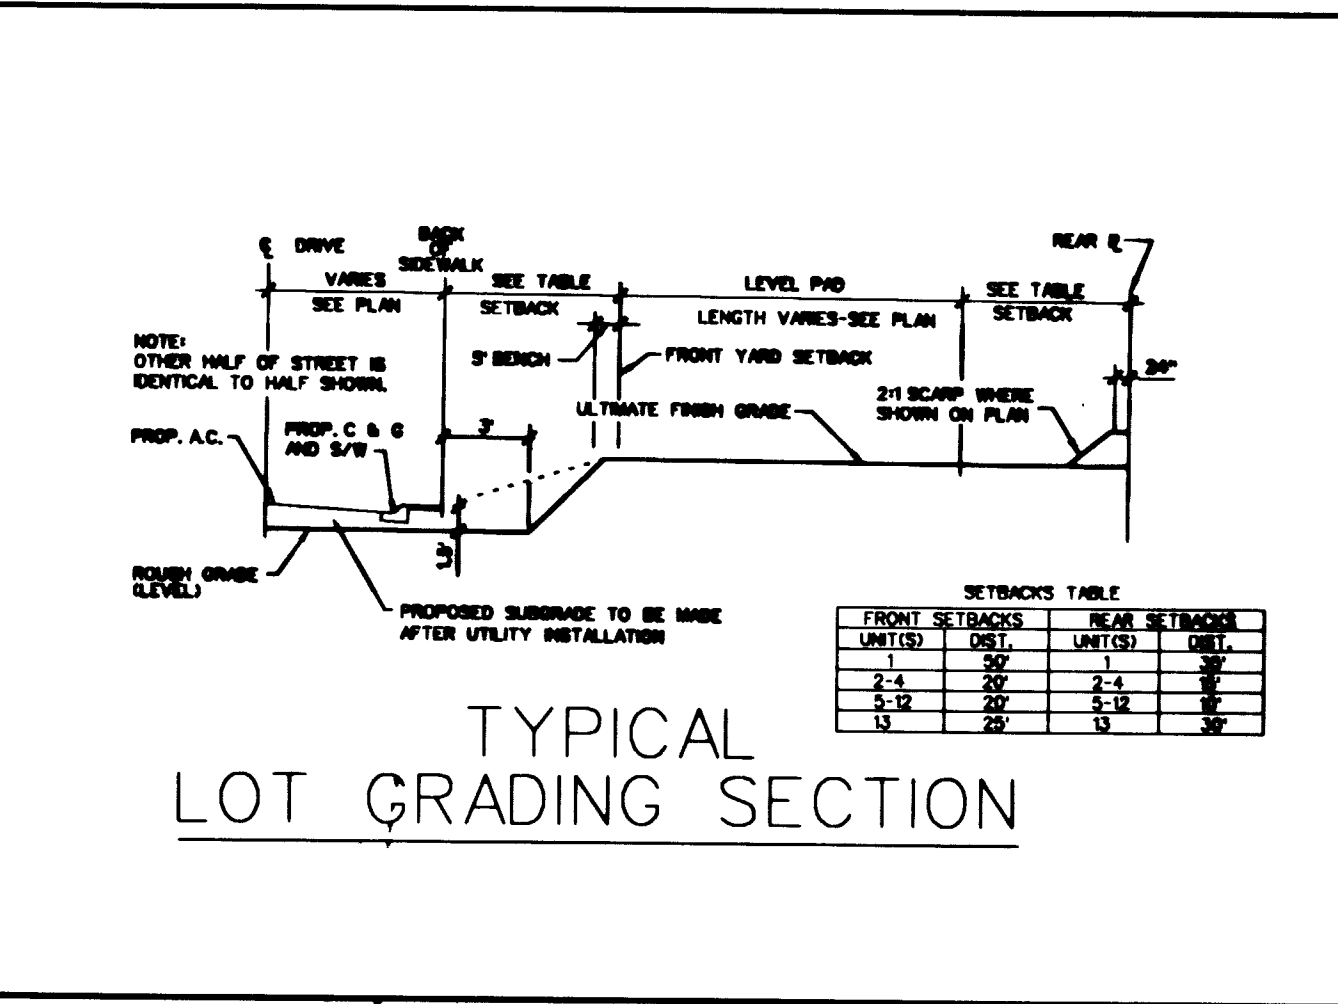 ℄ DRIVE
BACK
OF
SIDEWALK
REAR ℄
VARIES
SEE PLAN
SEE TABLE
SETBACK
LEVEL PAD
LENGTH VARIES-SEE PLAN
SEE TABLE
SETBACK
NOTE:
OTHER HALF OF STREET IS
IDENTICAL TO HALF SHOWN.
5' BENCH
FRONT YARD SETBACK
24"
2:1 SCARP WHERE
SHOWN ON PLAN
ULTIMATE FINISH GRADE
PROP. A.C.
PROP. C & G
AND S/W
3'
ROUGH GRADE
(LEVEL)
PROPOSED SUBGRADE TO BE MADE
AFTER UTILITY INSTALLATION
SETBACKS TABLE
FRONT SETBACKS REAR SETBACKS
UNIT(S) DIST. UNIT(S) DIST.
1 50' 1
2-4 20' 2-4
5-12 20' 5-12
13 25' 13 30'
TYPICAL
LOT GRADING SECTION